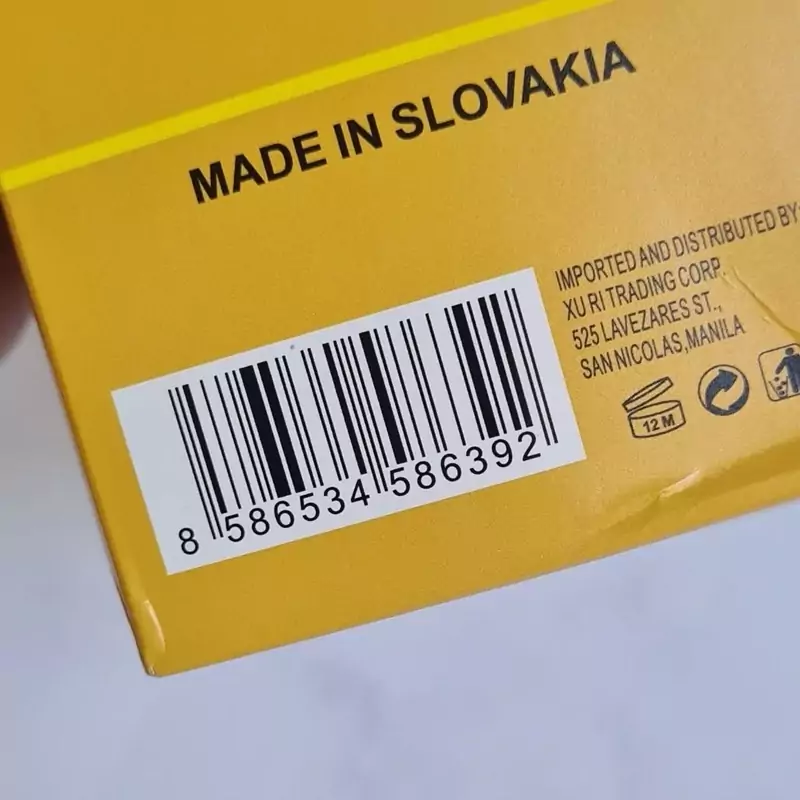 MADE IN SLOVAKIA
IMPORTED AND DISTRIBUTED BY:
XU RI TRADING CORP.
525 LAVEZARES ST.,
SAN NICOLAS,MANILA
12 M
8 586534 586392